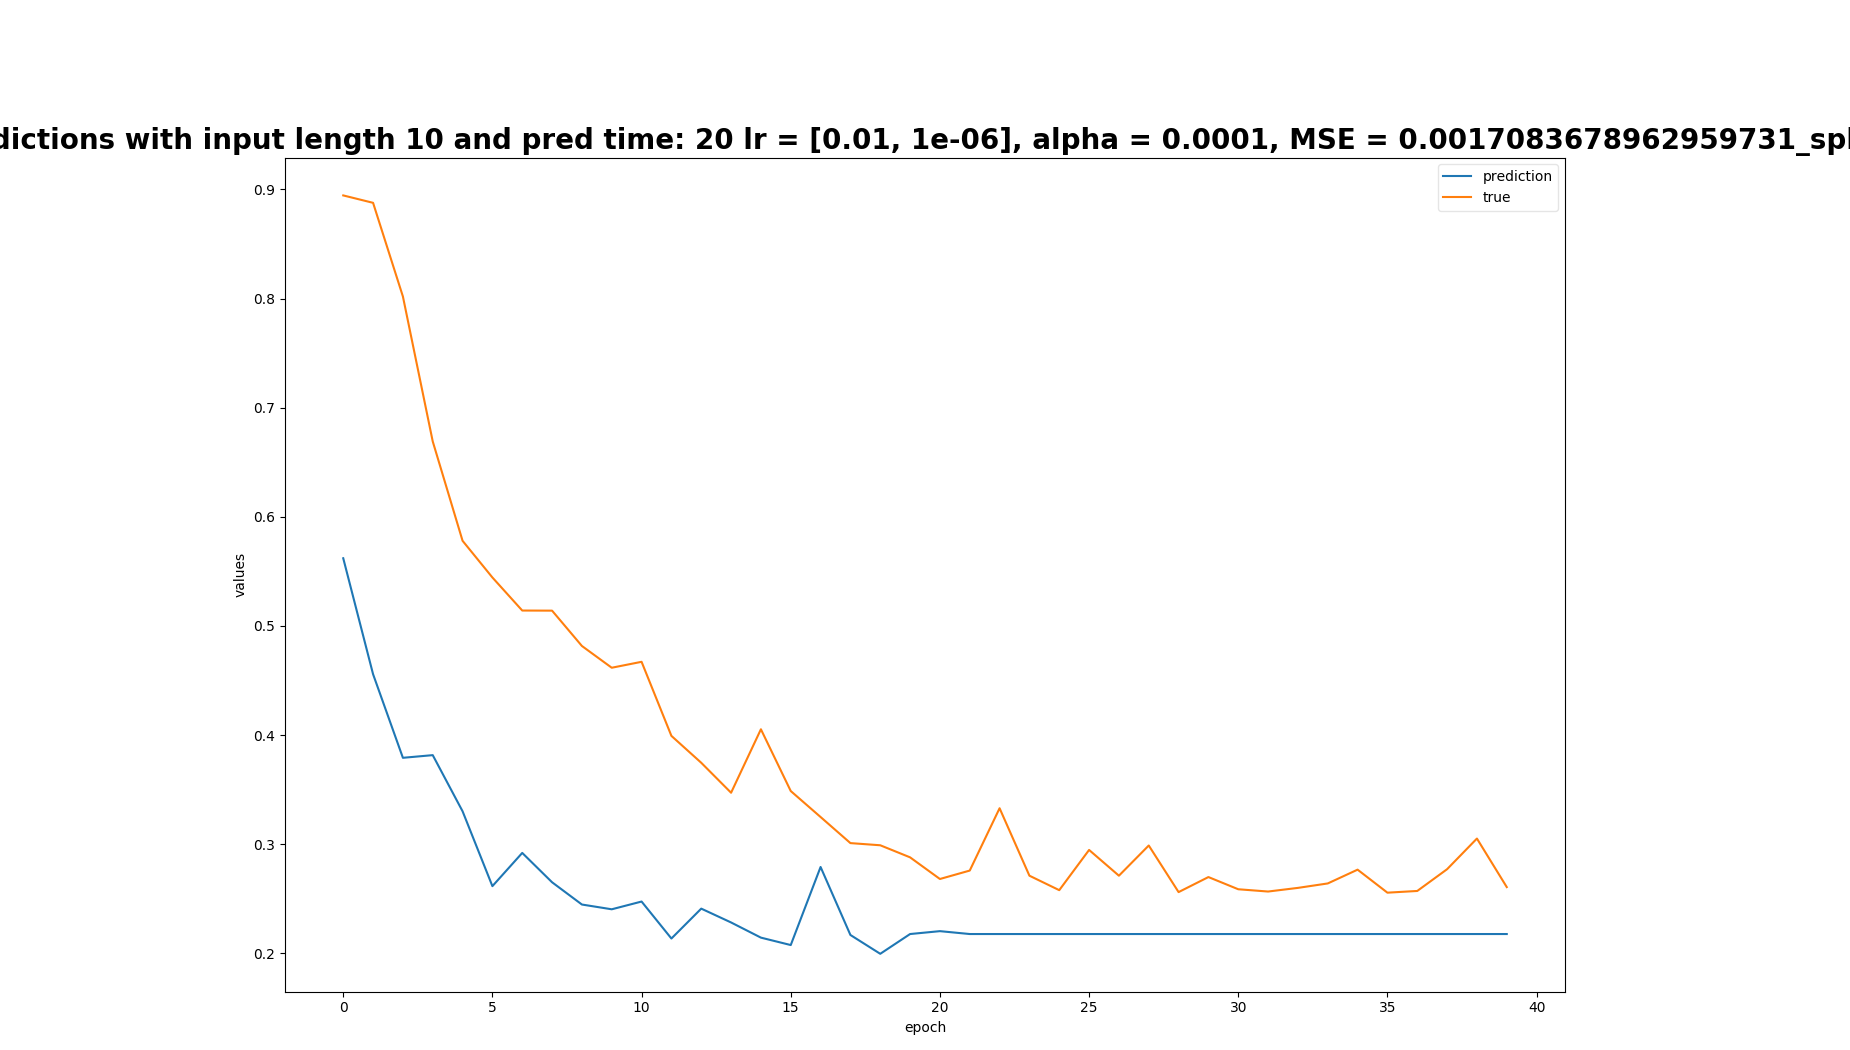 dictions with input length 10 and pred time: 20 lr = [0.01, 1e-06], alpha = 0.0001, MSE = 0.0017083678962959731_spl
prediction
true
0.9
0.8
0.7
0.6
0.5
0.4
0.3
0.2
values
0 5 10 15 20 25 30 35 40
epoch